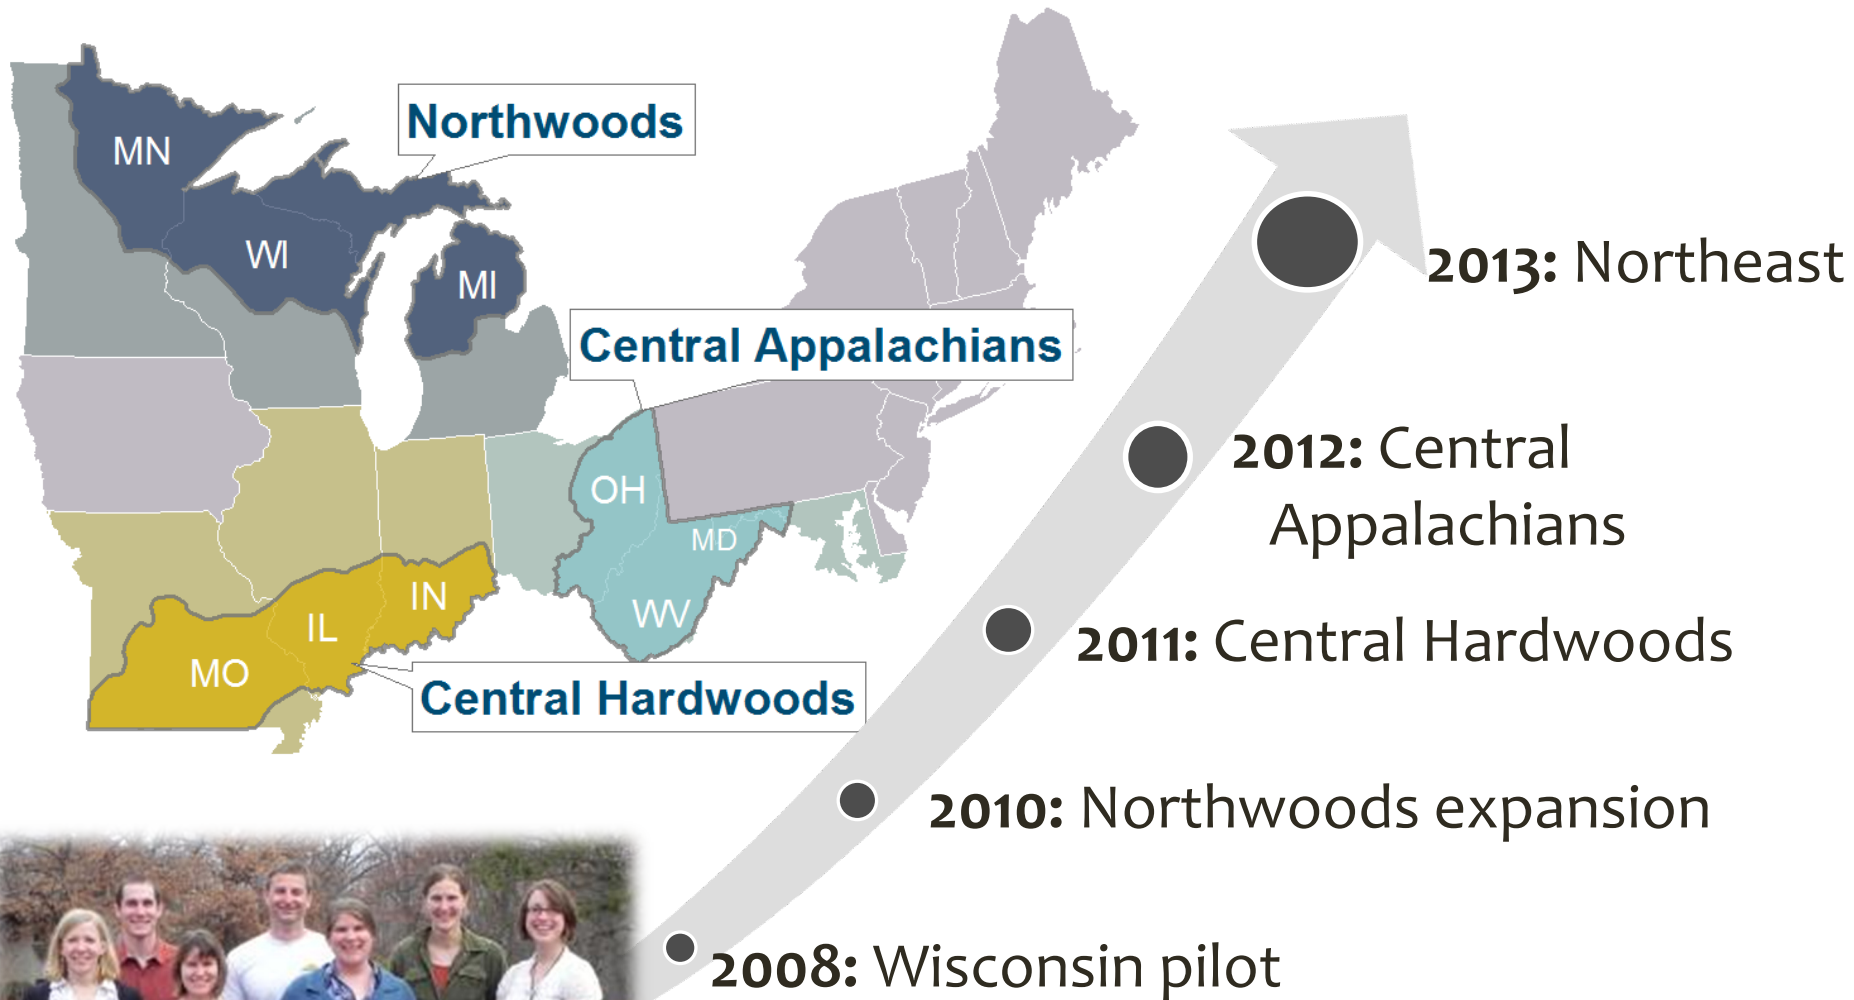 Northwoods
MN
WI
MI
Central Appalachians
OH
MD
WV
IN
IL
MO
Central Hardwoods
2013: Northeast
2012: Central
Appalachians
2011: Central Hardwoods
2010: Northwoods expansion
2008: Wisconsin pilot